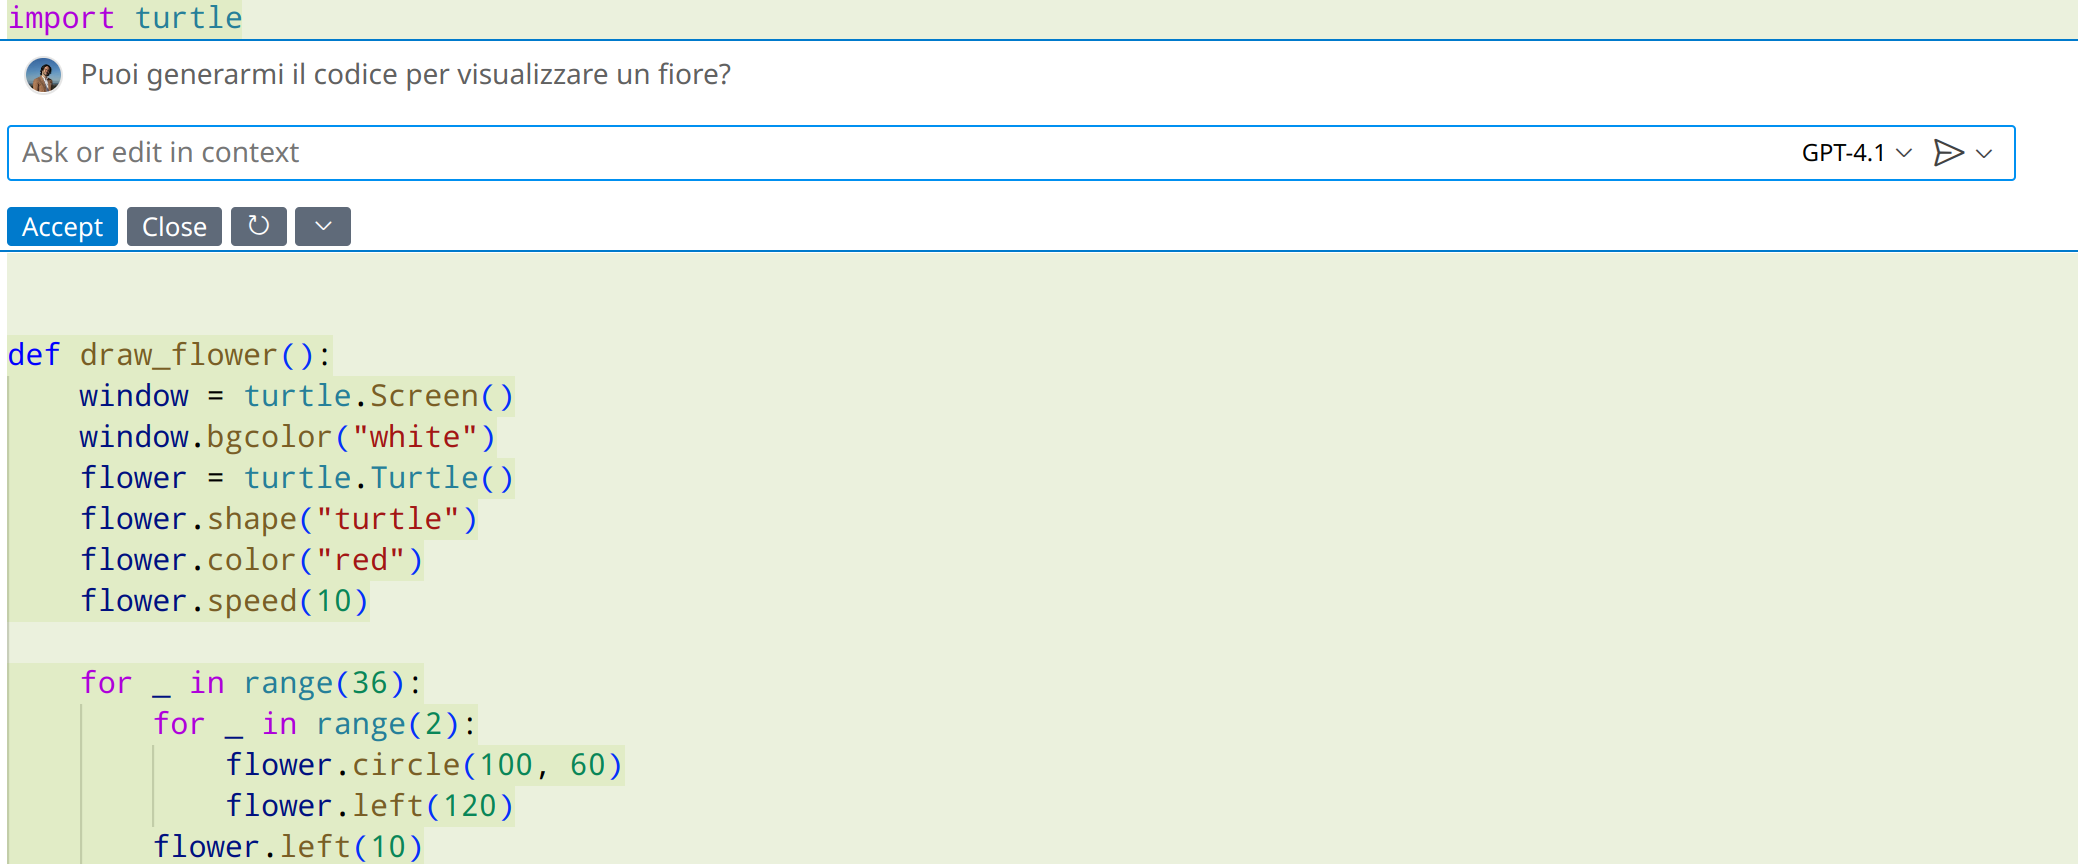 import turtle
Puoi generarmi il codice per visualizzare un fiore?
Ask or edit in context
GPT-4.1
Accept
Close
def draw_flower():
    window = turtle.Screen()
    window.bgcolor("white")
    flower = turtle.Turtle()
    flower.shape("turtle")
    flower.color("red")
    flower.speed(10)
    for _ in range(36):
        for _ in range(2):
            flower.circle(100, 60)
            flower.left(120)
        flower.left(10)